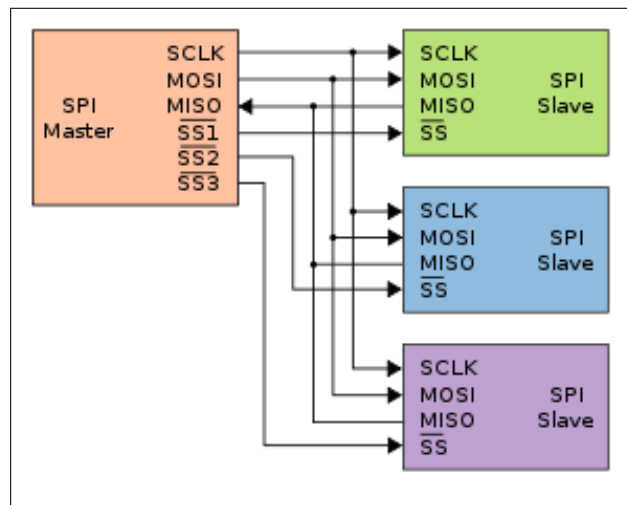 SCLK
MOSI
MISO
SS1
SS2
SS3
SPI
Master
SCLK
MOSI
MISO
SS
SPI
Slave
SCLK
MOSI
MISO
SS
SPI
Slave
SCLK
MOSI
MISO
SS
SPI
Slave